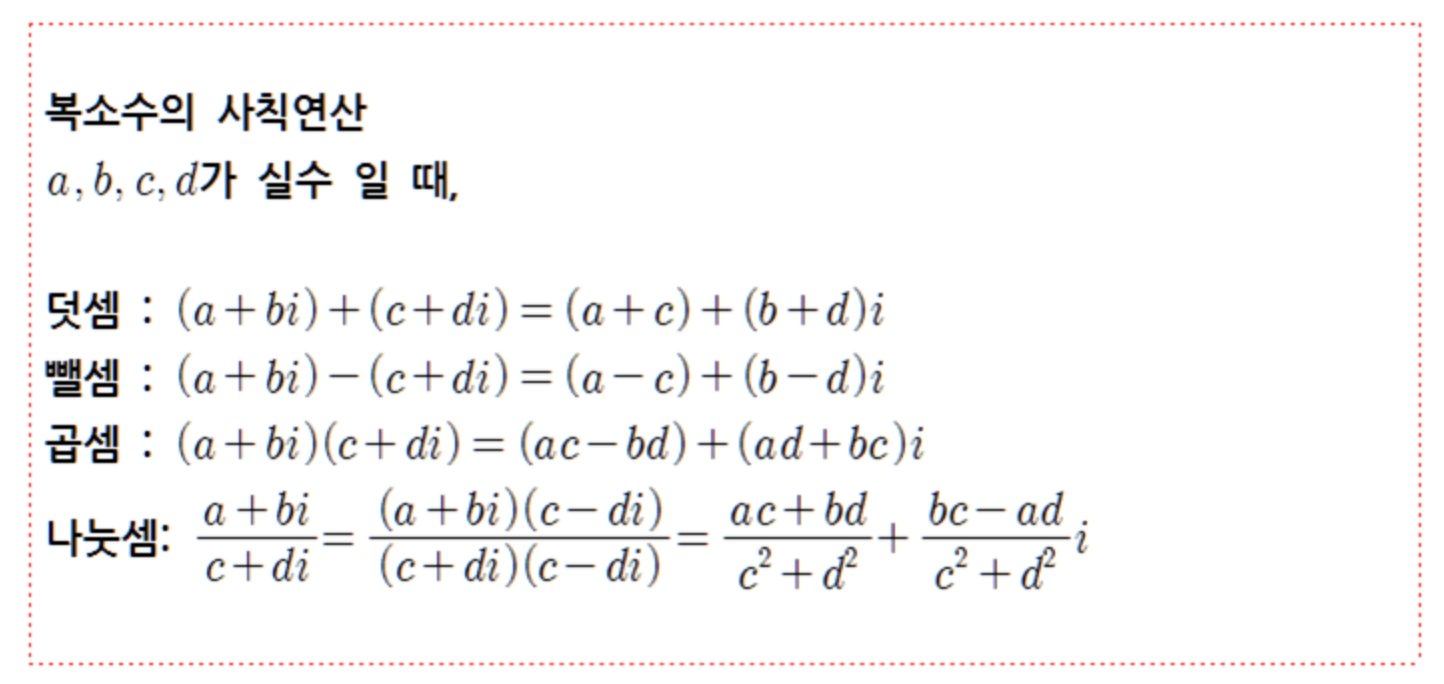 복소수의 사칙연산
a, b, c, d가 실수 일 때,
덧셈 : (a+bi)+(c+di)=(a+c)+(b+d)i
뺄셈 : (a+bi)−(c+di)=(a−c)+(b−d)i
곱셈 : (a+bi)(c+di)=(ac−bd)+(ad+bc)i
나눗셈: \frac{a+bi}{c+di}=\frac{(a+bi)(c−di)}{(c+di)(c−di)}=\frac{ac+bd}{c^2+d^2}+\frac{bc−ad}{c^2+d^2}i